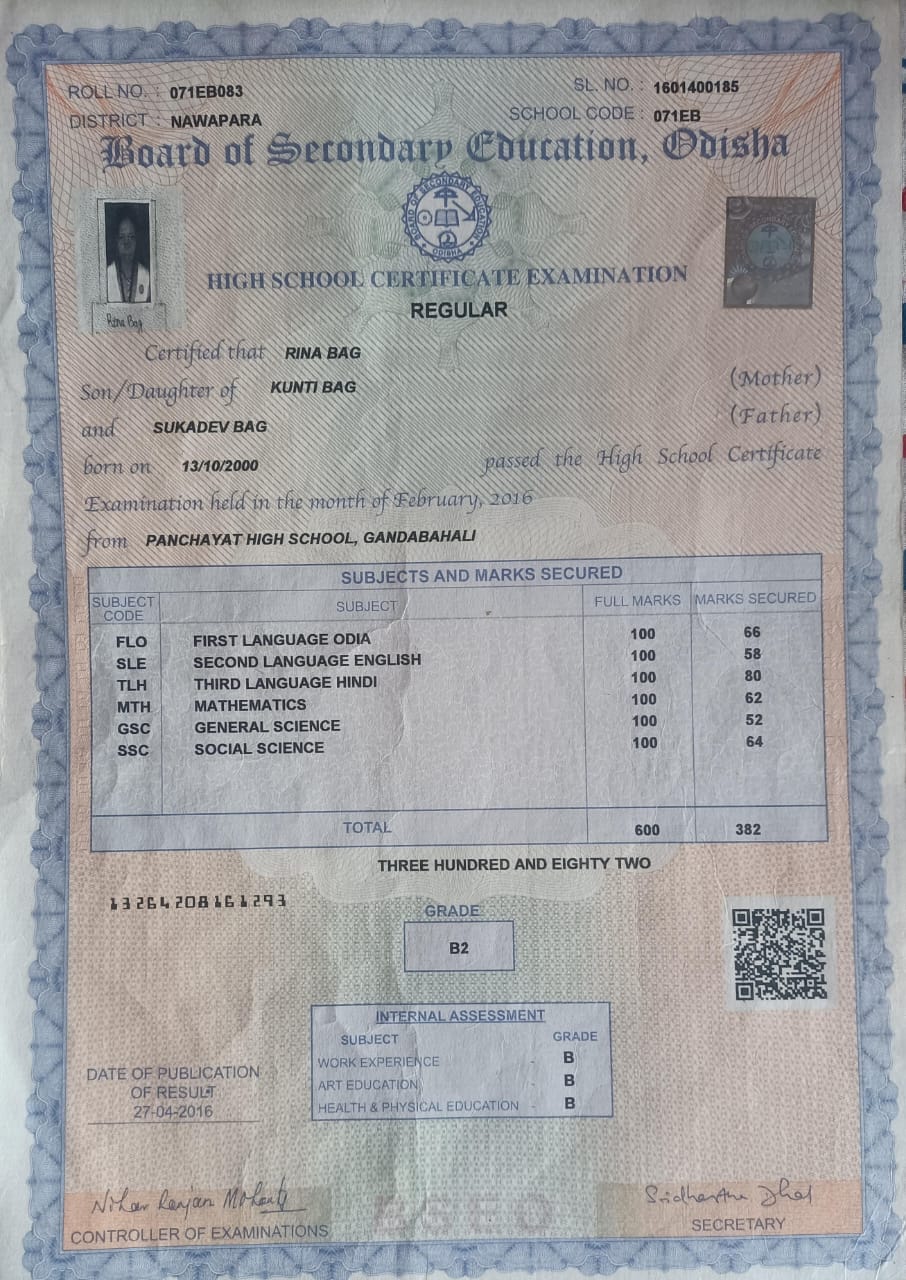 ROLL NO. : 071EB083
SL. NO. : 1601400185
DISTRICT : NAWAPARA
SCHOOL CODE : 071EB
Board of Secondary Education, Odisha
BOARD OF SECONDARY EDUCATION
ODISHA
HIGH SCHOOL CERTIFICATE EXAMINATION
REGULAR
Rina Bag
Certified that RINA BAG
Son/Daughter of KUNTI BAG (Mother)
and SUKADEV BAG (Father)
born on 13/10/2000 passed the High School Certificate
Examination held in the month of February, 2016
from PANCHAYAT HIGH SCHOOL, GANDABAHALI
SUBJECTS AND MARKS SECURED
SUBJECT CODE SUBJECT FULL MARKS MARKS SECURED
FLO FIRST LANGUAGE ODIA 100 66
SLE SECOND LANGUAGE ENGLISH 100 58
TLH THIRD LANGUAGE HINDI 100 80
MTH MATHEMATICS 100 62
GSC GENERAL SCIENCE 100 52
SSC SOCIAL SCIENCE 100 64
TOTAL 600 382
THREE HUNDRED AND EIGHTY TWO
13264208161293
GRADE
B2
INTERNAL ASSESSMENT
SUBJECT GRADE
WORK EXPERIENCE - B
ART EDUCATION - B
HEALTH & PHYSICAL EDUCATION - B
DATE OF PUBLICATION
OF RESULT
27-04-2016
Nihar Ranjan Mohanty
CONTROLLER OF EXAMINATIONS
BSEO
Sridhartha Dhal
SECRETARY